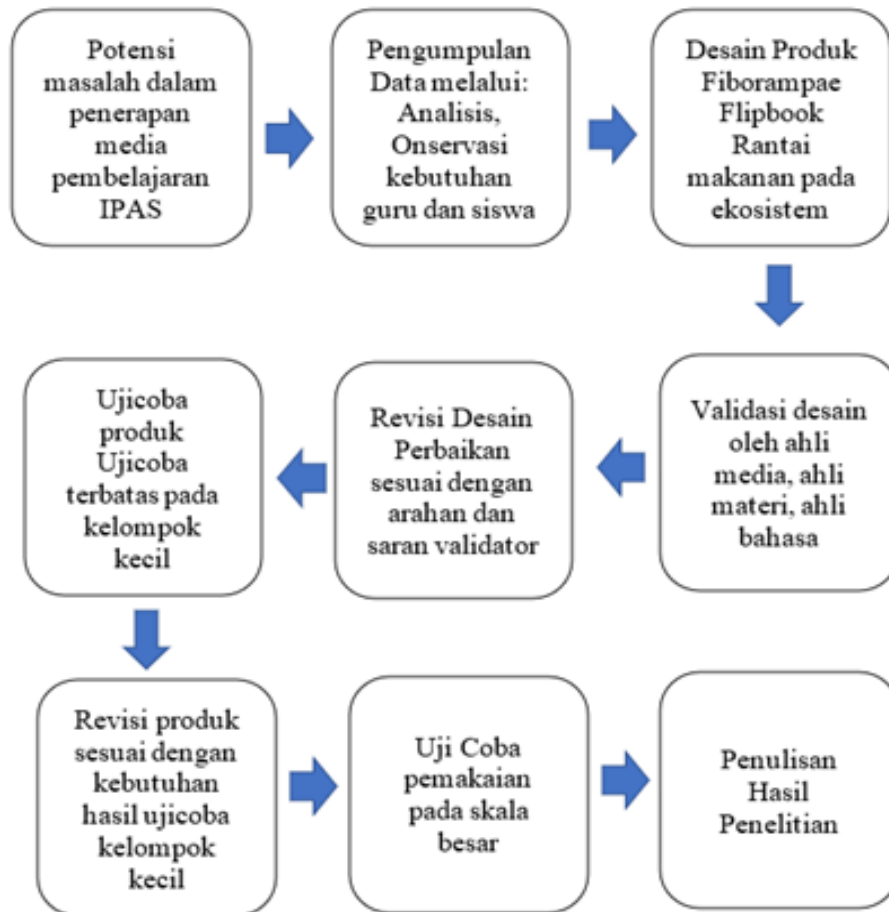 Potensi
masalah dalam
penerapan
media
pembelajaran
IPAS
Pengumpulan
Data melalui:
Analisis,
Onservasi
kebutuhan
guru dan siswa
Desain Produk
Fiborampae
Flipbook
Rantai
makanan pada
ekosistem
Validasi desain
oleh ahli
media, ahli
materi, ahli
bahasa
Revisi Desain
Perbaikan
sesuai dengan
arahan dan
saran validator
Ujicoba
produk
Ujicoba
terbatas pada
kelompok
kecil
Revisi produk
sesuai dengan
kebutuhan
hasil ujicoba
kelompok
kecil
Uji Coba
pemakaian
pada skala
besar
Penulisan
Hasil
Penelitian